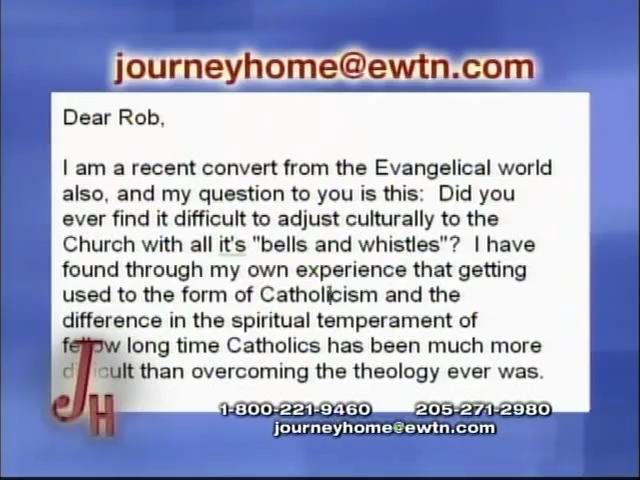 journeyhome@ewtn.com
Dear Rob,
I am a recent convert from the Evangelical world
also, and my question to you is this:  Did you
ever find it difficult to adjust culturally to the
Church with all it's "bells and whistles"?  I have
found through my own experience that getting
used to the form of Catholicism and the
difference in the spiritual temperament of
fellow long time Catholics has been much more
difficult than overcoming the theology ever was.
JH
1-800-221-9460 205-271-2980
journeyhome@ewtn.com